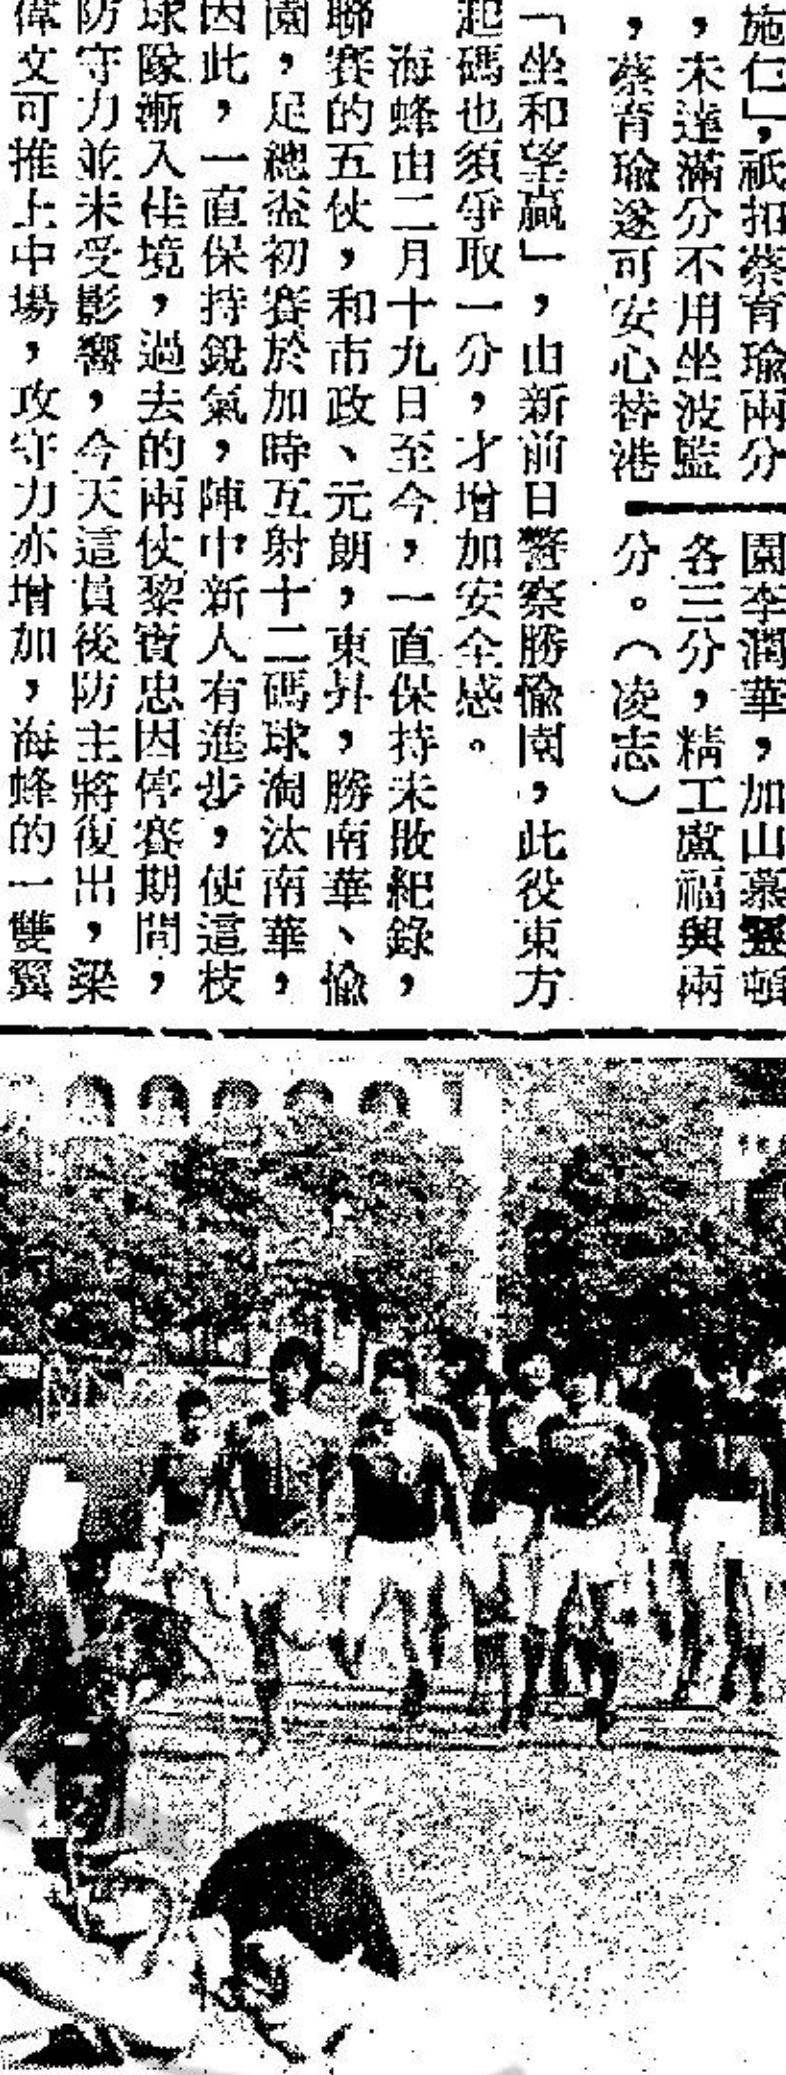 施仁」，祇扣蔡育瑜兩分
，未達滿分不用坐波監
，蔡育瑜遂可安心替港
園李潤華，加山慕 頓
各三分，精工盧福興兩
分。（凌志）
「坐和望贏」，由新前日警察勝愉園，此役東方
起碼也須爭取一分，才增加安全感。
海蜂由二月十九日至今，一直保持未敗紀錄，
聯賽的五仗，和市政、元朗，東昇，勝南華、愉
園，足總盃初賽於加時互射十二碼球淘汰南華，
因此，一直保持銳氣，陣中新人有進步，使這枝
球隊漸入佳境，過去的兩仗黎寶忠因停賽期間，
防守力並未受影響，今天這員後防主將復出，梁
偉文可推上中場，攻守力亦增加，海蜂的一雙翼